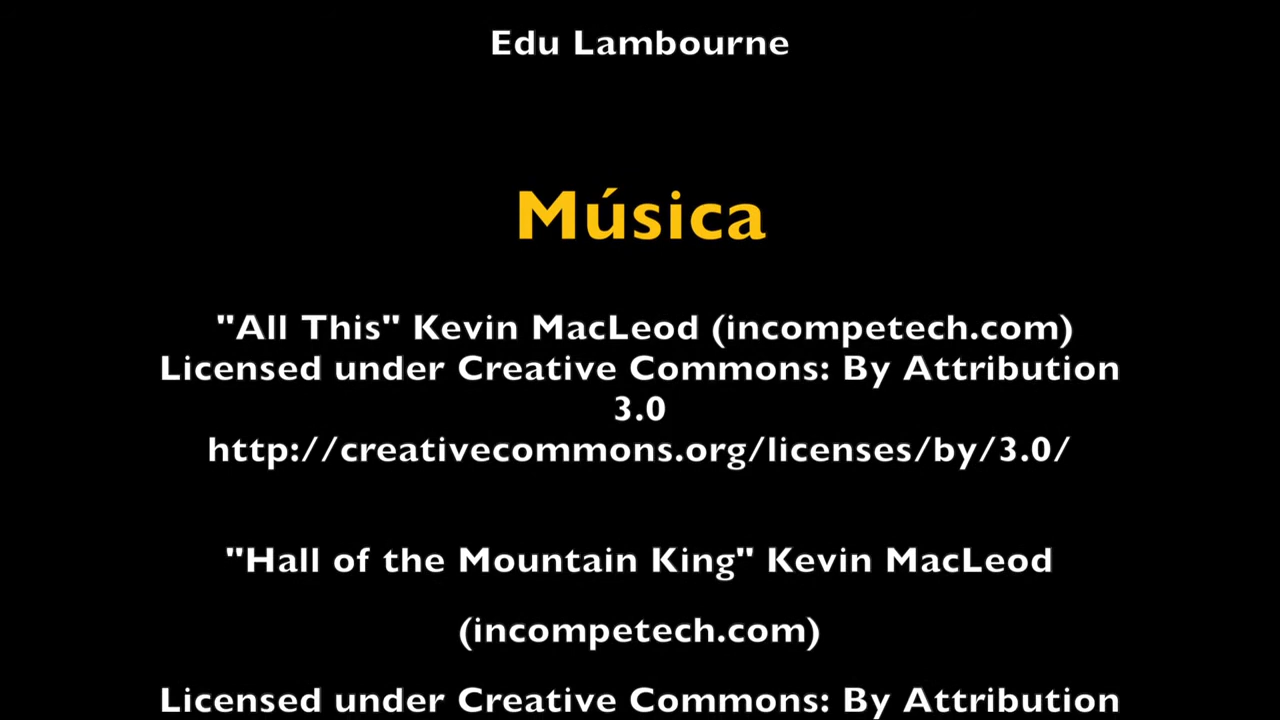 Edu Lambourne
Música
"All This" Kevin MacLeod (incompetech.com)
Licensed under Creative Commons: By Attribution
3.0
http://creativecommons.org/licenses/by/3.0/
"Hall of the Mountain King" Kevin MacLeod
(incompetech.com)
Licensed under Creative Commons: By Attribution